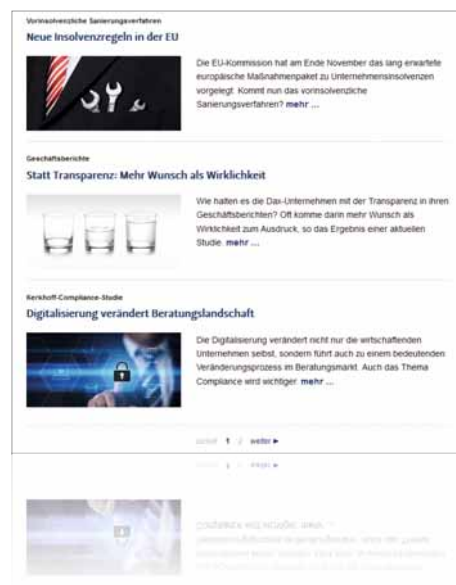 Vorinsolvenzliche Sanierungsverfahren
Neue Insolvenzregeln in der EU
Die EU-Kommission hat am Ende November das lang erwartete
europäische Maßnahmenpaket zu Unternehmensinsolvenzen
vorgelegt. Kommt nun das vorinsolvenzliche
Sanierungsverfahren? mehr ...
Geschäftsberichte
Statt Transparenz: Mehr Wunsch als Wirklichkeit
Wie halten es die Dax-Unternehmen mit der Transparenz in ihren
Geschäftsberichten? Oft komme darin mehr Wunsch als
Wirklichkeit zum Ausdruck, so das Ergebnis einer aktuellen
Studie. mehr ...
Kerkhoff-Compliance-Studie
Digitalisierung verändert Beratungslandschaft
Die Digitalisierung verändert nicht nur die wirtschaftenden
Unternehmen selbst, sondern führt auch zu einem bedeutenden
Veränderungsprozess im Beratungsmarkt. Auch das Thema
Compliance wird wichtiger. mehr ...
zurück 1 2 weiter ►